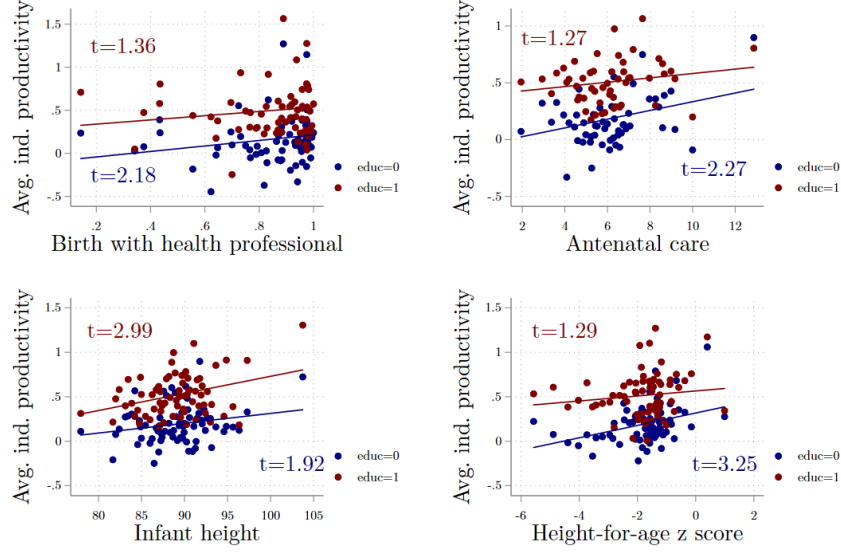 Avg. ind. productivity
1.5
1
.5
0
-.5
t=1.36
t=2.18
.2
.4
.6
.8
1
Birth with health professional
educ=0
educ=1
Avg. ind. productivity
1
.5
0
-.5
t=1.27
t=2.27
2
4
6
8
10
12
Antenatal care
educ=0
educ=1
Avg. ind. productivity
1.5
1
.5
0
-.5
t=2.99
t=1.92
80
85
90
95
100
105
Infant height
educ=0
educ=1
Avg. ind. productivity
1.5
1
.5
0
-.5
t=1.29
t=3.25
-6
-4
-2
0
2
Height-for-age z score
educ=0
educ=1